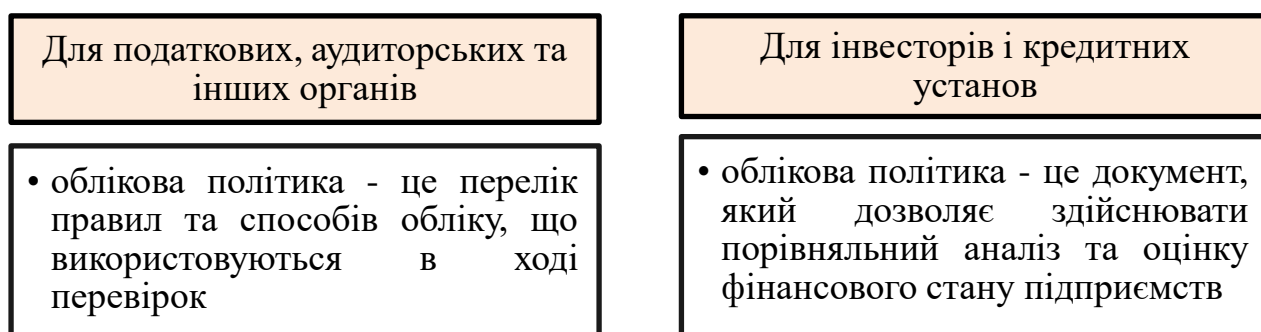 Для податкових, аудиторських та
інших органів
• облікова політика - це перелік
правил та способів обліку, що
використовуються в ході
перевірок
Для інвесторів і кредитних
установ
• облікова політика - це документ,
який дозволяє здійснювати
порівняльний аналіз та оцінку
фінансового стану підприємств